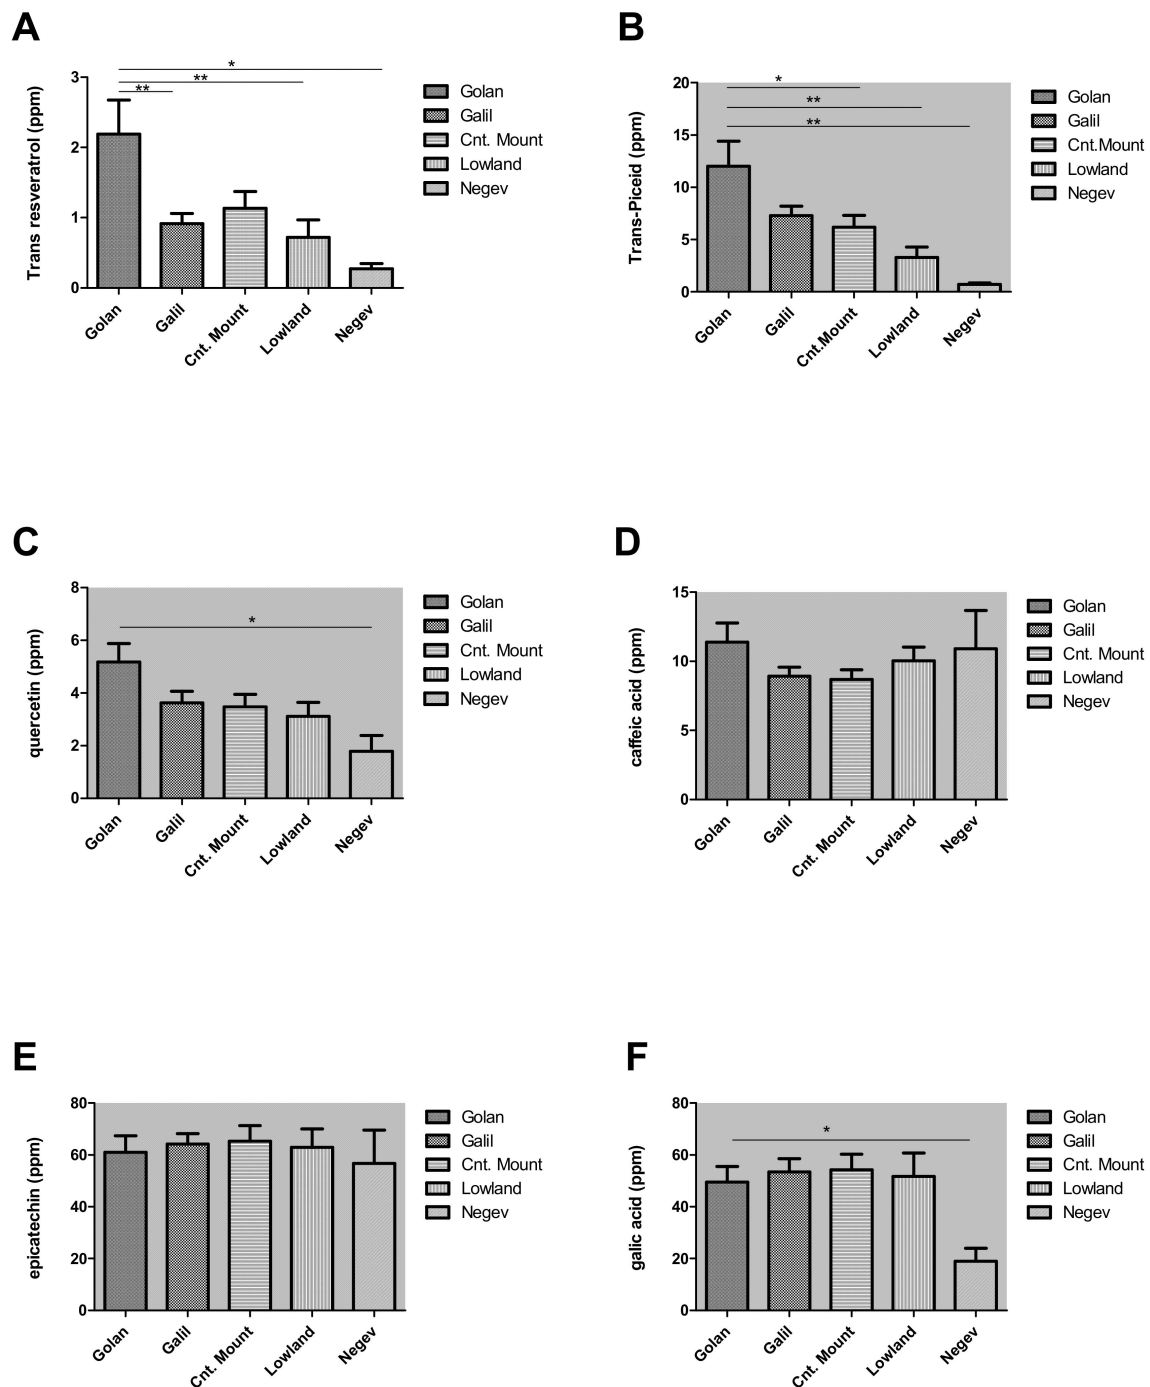 A
Trans resveratrol (ppm)
3
2
1
0
*
**
**
Golan
Galil
Cnt. Mount
Lowland
Negev
Golan
Galil
Cnt. Mount
Lowland
Negev
B
Trans-Piceid (ppm)
20
15
10
5
0
*
**
**
Golan
Galil
Cnt.Mount
Lowland
Negev
Golan
Galil
Cnt.Mount
Lowland
Negev
C
quercetin (ppm)
8
6
4
2
0
*
Golan
Galil
Cnt. Mount
Lowland
Negev
Golan
Galil
Cnt. Mount
Lowland
Negev
D
caffeic acid (ppm)
15
10
5
0
Golan
Galil
Cnt. Mount
Lowland
Negev
Golan
Galil
Cnt. Mount
Lowland
Negev
E
epicatechin (ppm)
80
60
40
20
0
Golan
Galil
Cnt. Mount
Lowland
Negev
Golan
Galil
Cnt. Mount
Lowland
Negev
F
galic acid (ppm)
80
60
40
20
0
*
Golan
Galil
Cnt. Mount
Lowland
Negev
Golan
Galil
Cnt. Mount
Lowland
Negev